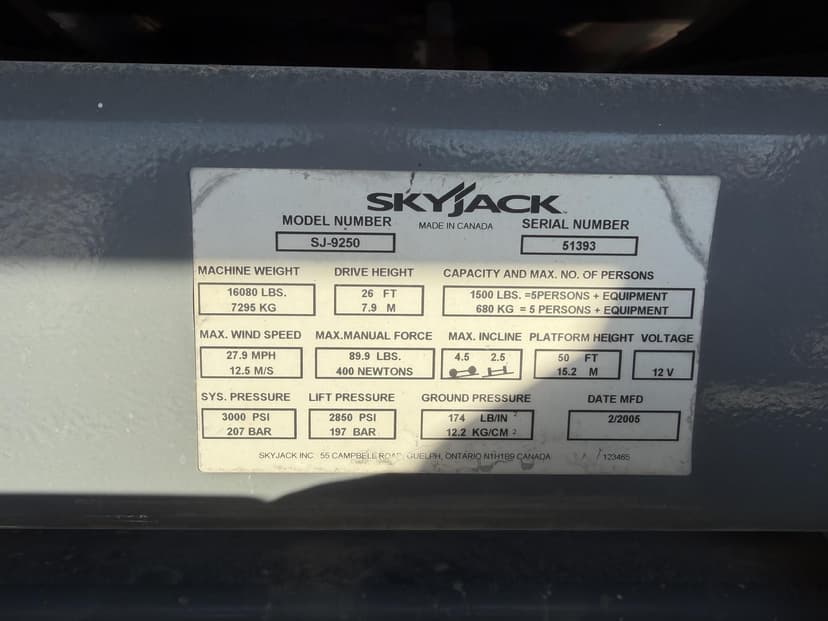 SKYJACK™
MODEL NUMBER MADE IN CANADA SERIAL NUMBER
SJ-9250 51393
MACHINE WEIGHT DRIVE HEIGHT CAPACITY AND MAX. NO. OF PERSONS
16080 LBS. 26 FT 1500 LBS. =5PERSONS + EQUIPMENT
7295 KG 7.9 M 680 KG = 5 PERSONS + EQUIPMENT
MAX. WIND SPEED MAX.MANUAL FORCE MAX. INCLINE PLATFORM HEIGHT VOLTAGE
27.9 MPH 89.9 LBS. 4.5 2.5 50 FT
12.5 M/S 400 NEWTONS 15.2 M 12 V
SYS. PRESSURE LIFT PRESSURE GROUND PRESSURE DATE MFD
3000 PSI 2850 PSI 174 LB/IN² 2/2005
207 BAR 197 BAR 12.2 KG/CM²
SKYJACK INC. 55 CAMPBELL ROAD, GUELPH, ONTARIO N1H1B9 CANADA 123465